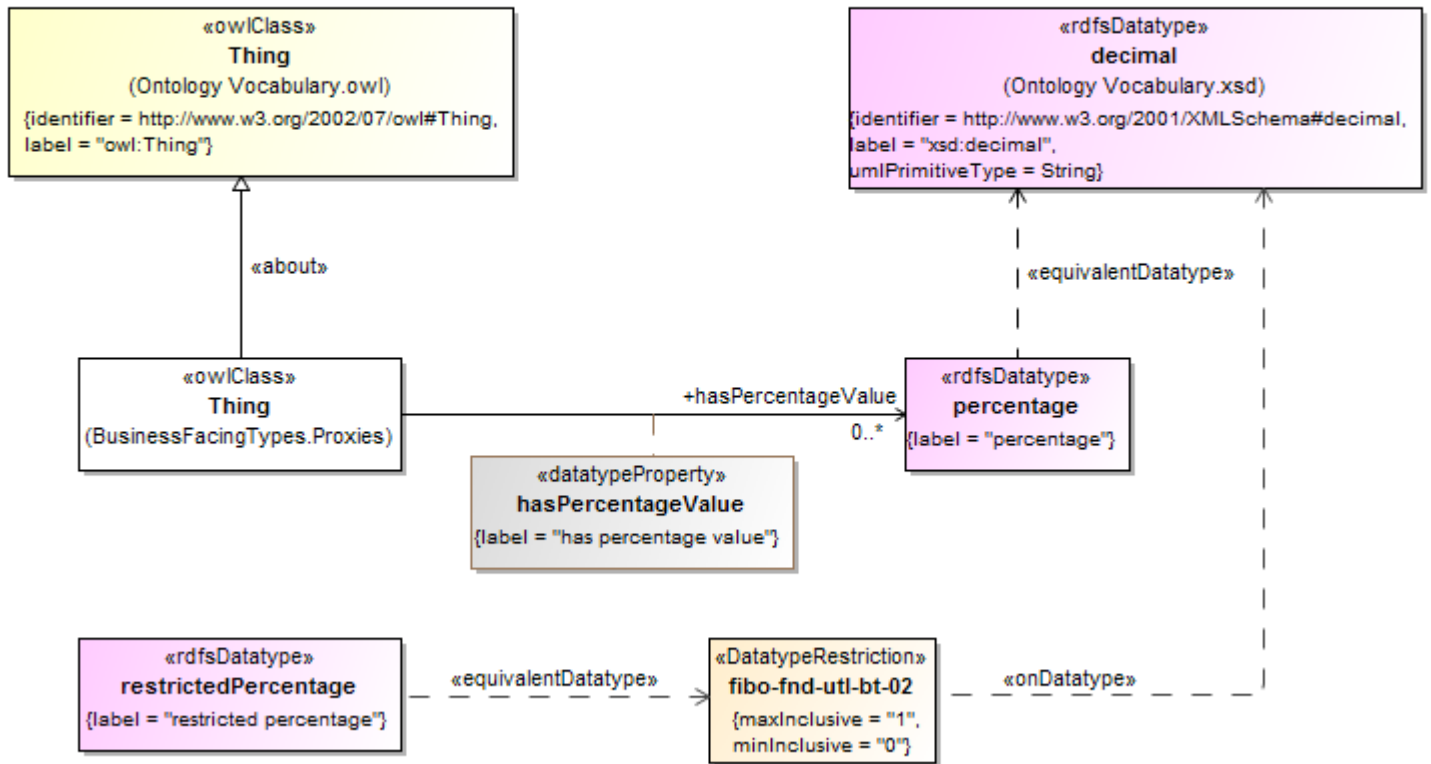 «owlClass»
Thing
(Ontology Vocabulary.owl)
{identifier = http://www.w3.org/2002/07/owl#Thing,
label = "owl:Thing"}
«rdfsDatatype»
decimal
(Ontology Vocabulary.xsd)
{identifier = http://www.w3.org/2001/XMLSchema#decimal,
label = "xsd:decimal",
umlPrimitiveType = String}
«about»
«equivalentDatatype»
«owlClass»
Thing
(BusinessFacingTypes.Proxies)
+hasPercentageValue
0..*
«rdfsDatatype»
percentage
{label = "percentage"}
«datatypeProperty»
hasPercentageValue
{label = "has percentage value"}
«rdfsDatatype»
restrictedPercentage
{label = "restricted percentage"}
«equivalentDatatype»
«DatatypeRestriction»
fibo-fnd-utl-bt-02
{maxInclusive = "1",
minInclusive = "0"}
«onDatatype»